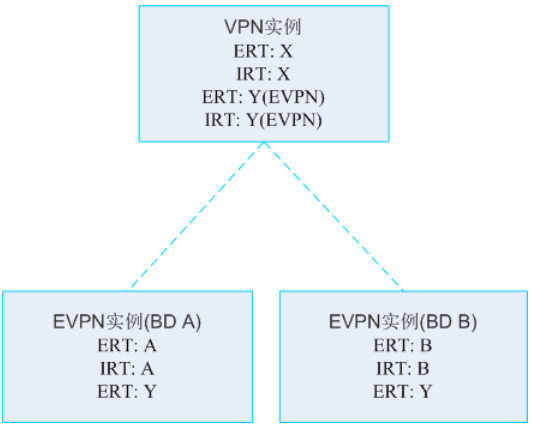 VPN实例
ERT: X
IRT: X
ERT: Y(EVPN)
IRT: Y(EVPN)
EVPN实例(BD A)
ERT: A
IRT: A
ERT: Y
EVPN实例(BD B)
ERT: B
IRT: B
ERT: Y